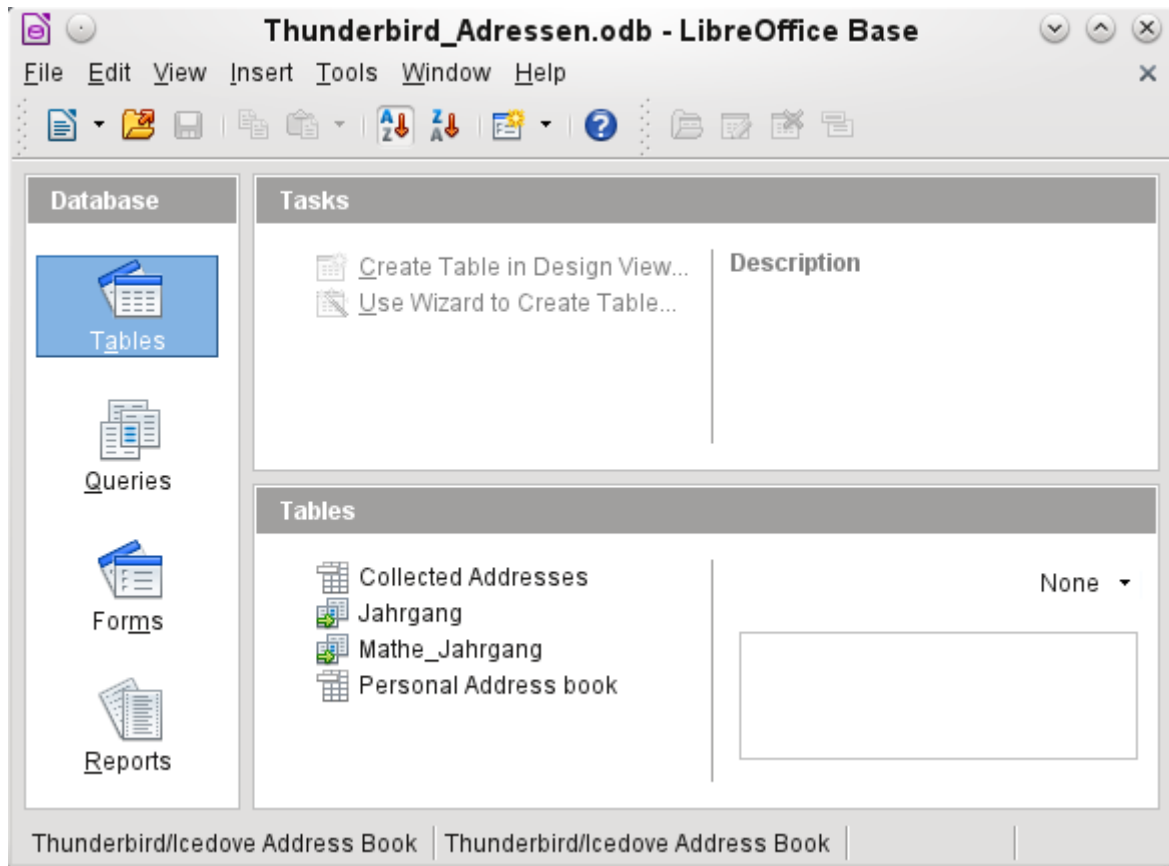 Thunderbird_Adressen.odb - LibreOffice Base
File Edit View Insert Tools Window Help
Database
Tables
Queries
Forms
Reports
Tasks
Create Table in Design View...
Use Wizard to Create Table...
Description
Tables
Collected Addresses
Jahrgang
Mathe_Jahrgang
Personal Address book
None
Thunderbird/Icedove Address Book Thunderbird/Icedove Address Book